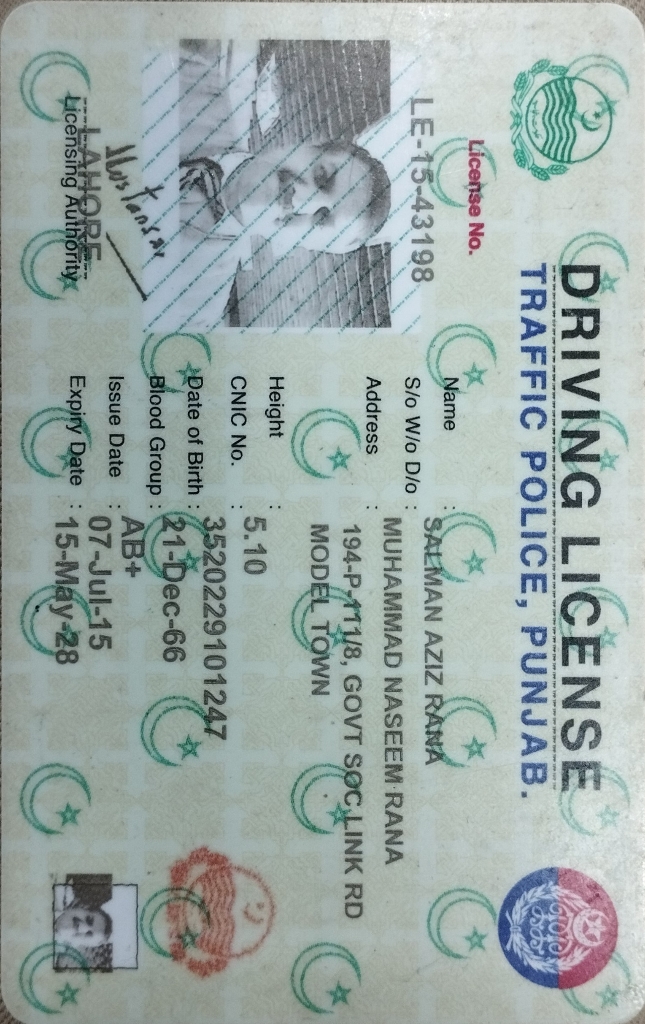 DRIVING LICENSE
TRAFFIC POLICE, PUNJAB.
License No.
LE-15-43198
Name : SALMAN AZIZ RANA
S/o W/o D/o : MUHAMMAD NASEEM RANA
Address : 194-P-111/8, GOVT SOC,LINK RD
MODEL TOWN
Height : 5.10
CNIC No. : 3520229101247
Date of Birth : 21-Dec-66
Blood Group : AB+
Issue Date : 07-Jul-15
Expiry Date : 15-May-28
LAHORE
Licensing Authority